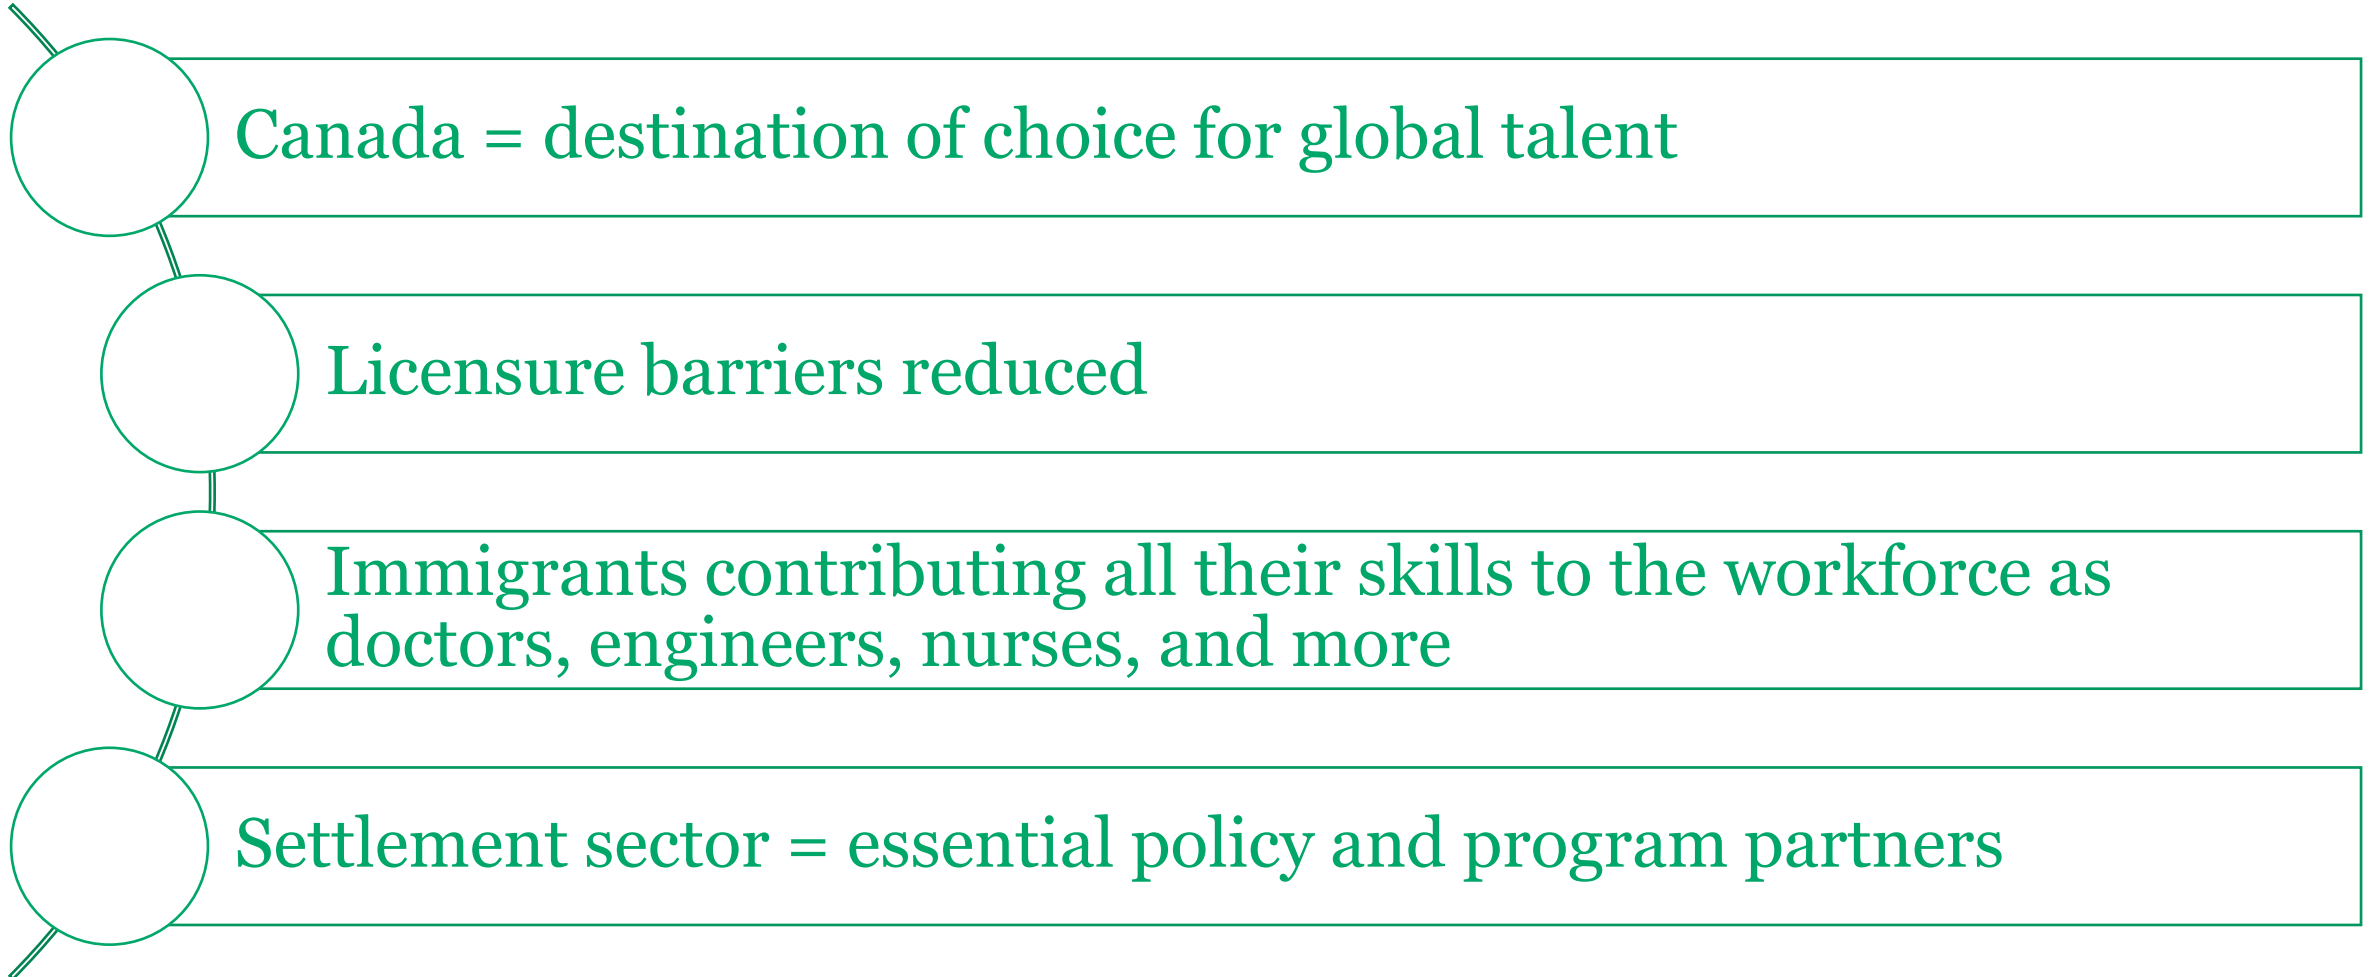 Canada = destination of choice for global talent
Licensure barriers reduced
Immigrants contributing all their skills to the workforce as
doctors, engineers, nurses, and more
Settlement sector = essential policy and program partners